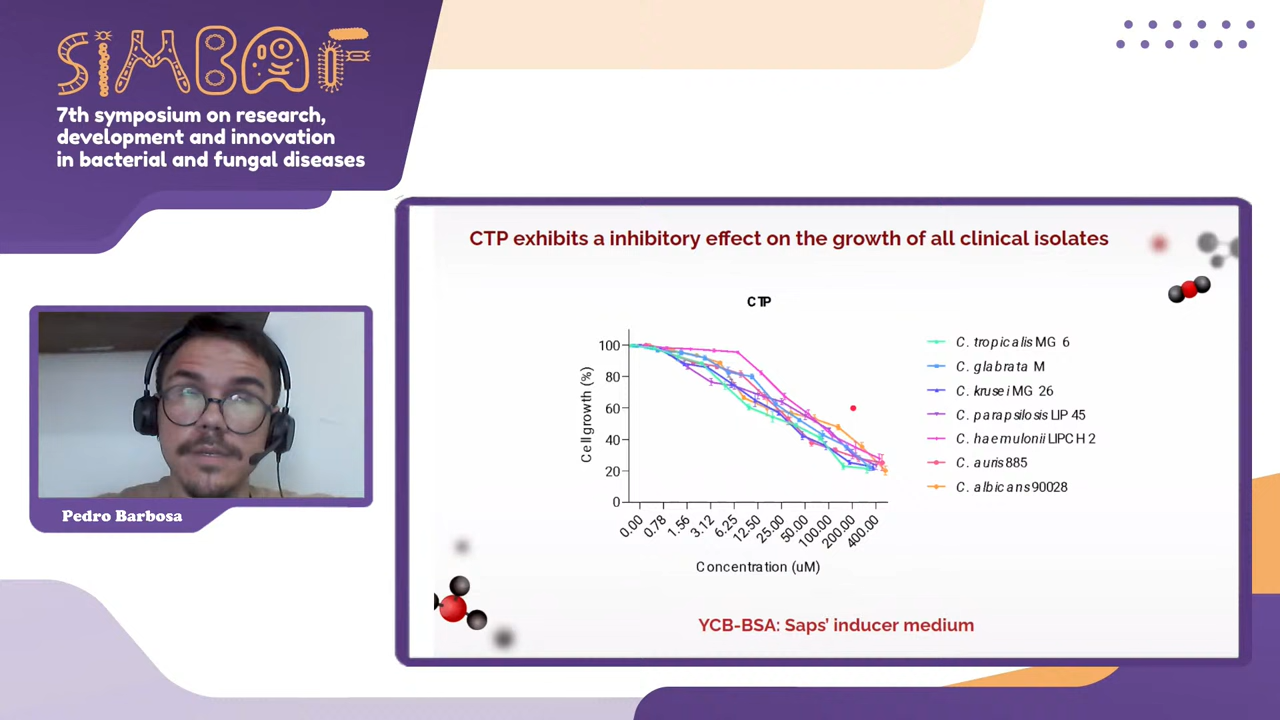 SIMBAF
7th symposium on research,
development and innovation
in bacterial and fungal diseases
Pedro Barbosa
CTP exhibits a inhibitory effect on the growth of all clinical isolates
CTP
Cell growth (%)
100
80
60
40
20
0
0.00
0.78
1.56
3.12
6.25
12.50
25.00
50.00
100.00
200.00
400.00
Concentration (uM)
C. tropicalis MG 6
C. glabrata M
C. krusei MG 26
C. parapsilosis LIP 45
C. haemulonii LIPCH 2
C. auris 885
C. albicans 90028
YCB-BSA: Saps' inducer medium